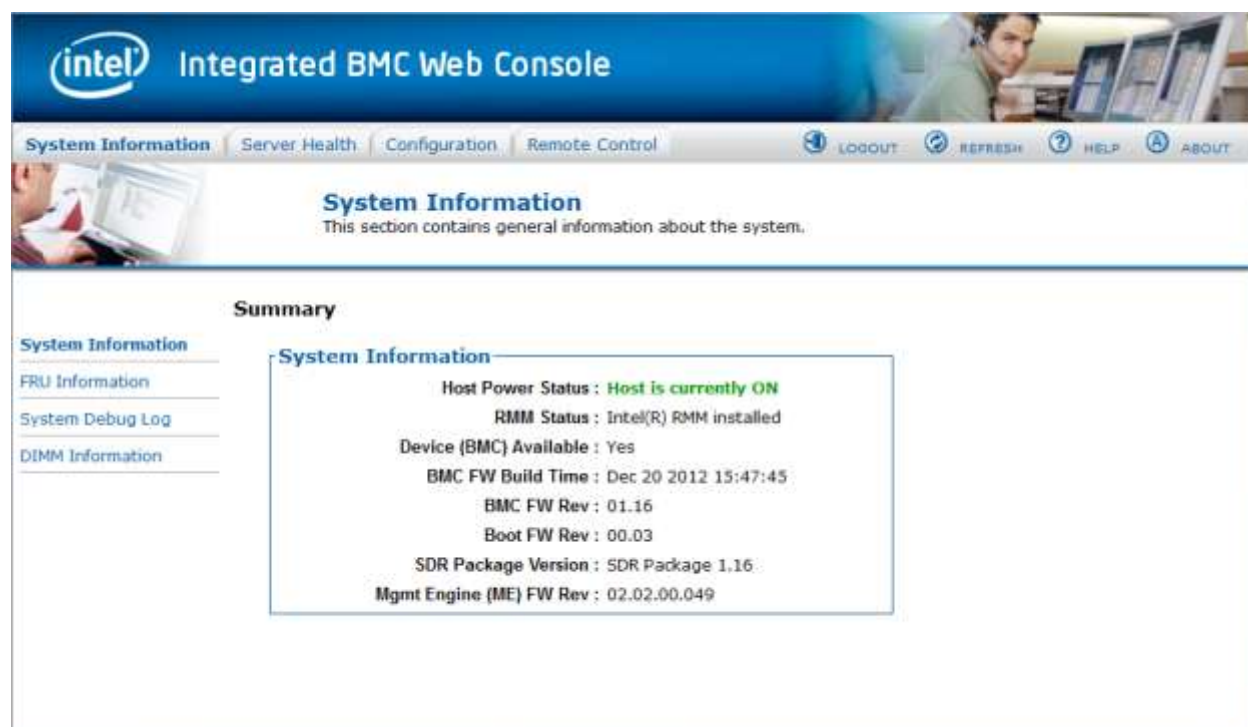 intel Integrated BMC Web Console
System Information Server Health Configuration Remote Control LOGOUT REFRESH HELP ABOUT
System Information
This section contains general information about the system.
Summary
System Information
FRU Information
System Debug Log
DIMM Information
System Information
Host Power Status : Host is currently ON
RMM Status : Intel(R) RMM installed
Device (BMC) Available : Yes
BMC FW Build Time : Dec 20 2012 15:47:45
BMC FW Rev : 01.16
Boot FW Rev : 00.03
SDR Package Version : SDR Package 1.16
Mgmt Engine (ME) FW Rev : 02.02.00.049